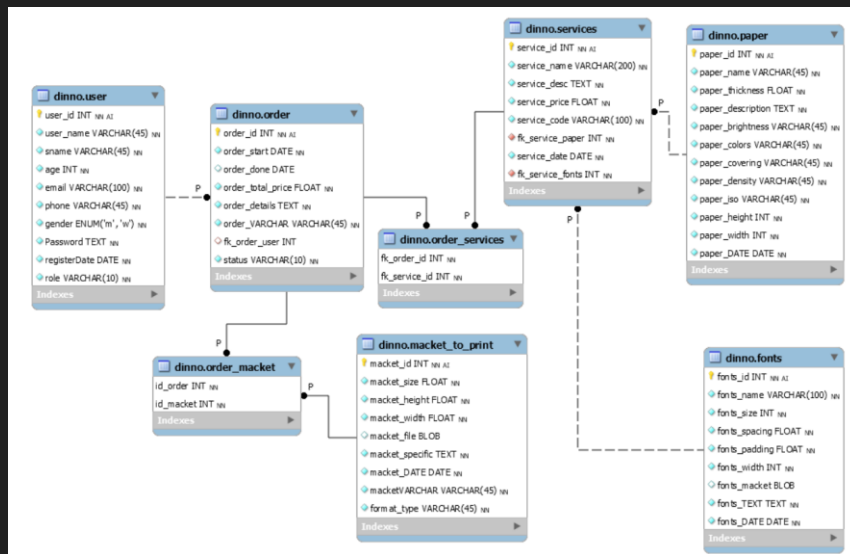 dinno.user
user_id INT NN AI
user_name VARCHAR(45) NN
sname VARCHAR(45) NN
age INT NN
email VARCHAR(100) NN
phone VARCHAR(45) NN
gender ENUM('m', 'w') NN
Password TEXT NN
registerDate DATE NN
role VARCHAR(10) NN
Indexes
P
dinno.order
order_id INT NN AI
order_start DATE NN
order_done DATE
order_total_price FLOAT NN
order_details TEXT NN
order_VARCHAR VARCHAR(45) NN
fk_order_user INT
status VARCHAR(10) NN
Indexes
P
P
dinno.order_services
fk_order_id INT NN
fk_service_id INT NN
Indexes
dinno.services
service_id INT NN AI
service_name VARCHAR(200) NN
service_desc TEXT NN
service_price FLOAT NN
service_code VARCHAR(100) NN
fk_service_paper INT NN
service_date DATE NN
fk_service_fonts INT NN
Indexes
P
P
dinno.paper
paper_id INT NN AI
paper_name VARCHAR(45) NN
paper_thickness FLOAT NN
paper_description TEXT NN
paper_brightness VARCHAR(45) NN
paper_colors VARCHAR(45) NN
paper_covering VARCHAR(45) NN
paper_density VARCHAR(45) NN
paper_iso VARCHAR(45) NN
paper_height INT NN
paper_width INT NN
paper_DATE DATE NN
Indexes
P
dinno.order_macket
id_order INT NN
id_macket INT NN
Indexes
P
dinno.macket_to_print
macket_id INT NN AI
macket_size FLOAT NN
macket_height FLOAT NN
macket_width FLOAT NN
macket_file BLOB
macket_specific TEXT NN
macket_DATE DATE NN
macketVARCHAR VARCHAR(45) NN
format_type VARCHAR(45) NN
Indexes
dinno.fonts
fonts_id INT NN AI
fonts_name VARCHAR(100) NN
fonts_size INT NN
fonts_spacing FLOAT NN
fonts_padding FLOAT NN
fonts_width INT NN
fonts_macket BLOB
fonts_TEXT TEXT NN
fonts_DATE DATE NN
Indexes